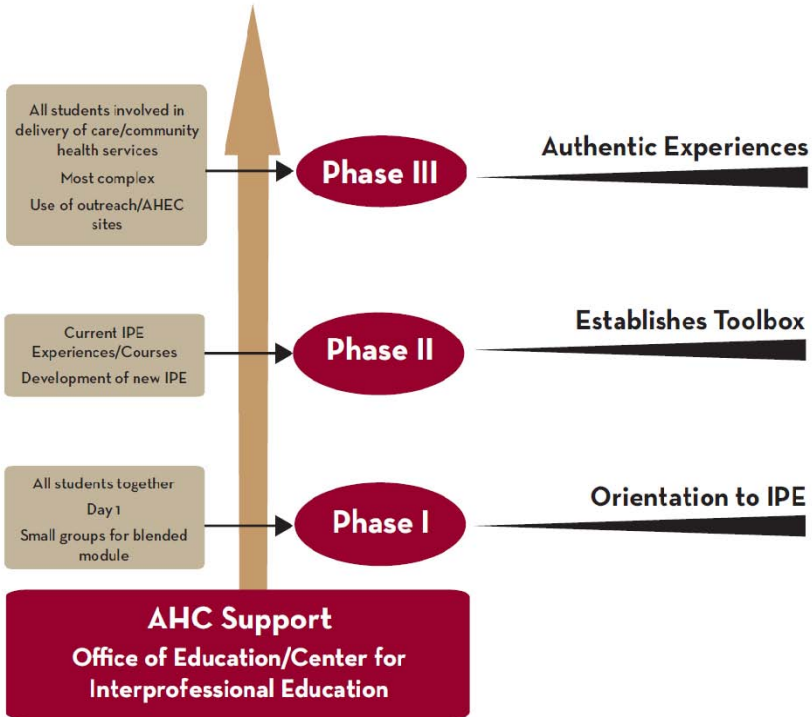 All students involved in
delivery of care/community
health services
Most complex
Use of outreach/AHEC
sites
Phase III
Authentic Experiences
Current IPE
Experiences/Courses
Development of new IPE
Phase II
Establishes Toolbox
All students together
Day 1
Small groups for blended
module
Phase I
Orientation to IPE
AHC Support
Office of Education/Center for
Interprofessional Education